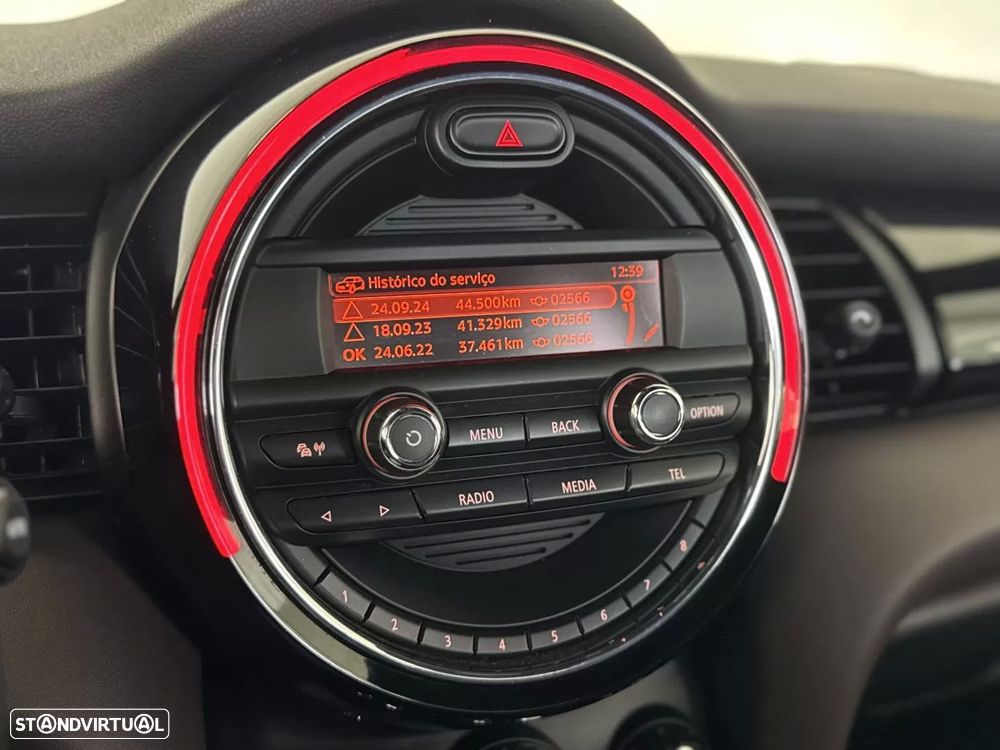 Histórico do serviço 12:39
24.09.24 44.500km 02566
18.09.23 41.329km 02566
OK 24.06.22 37.461km 02566
MENU BACK OPTION
RADIO MEDIA TEL
1 2 3 4 5 6 7 8
STANDVIRTUAL